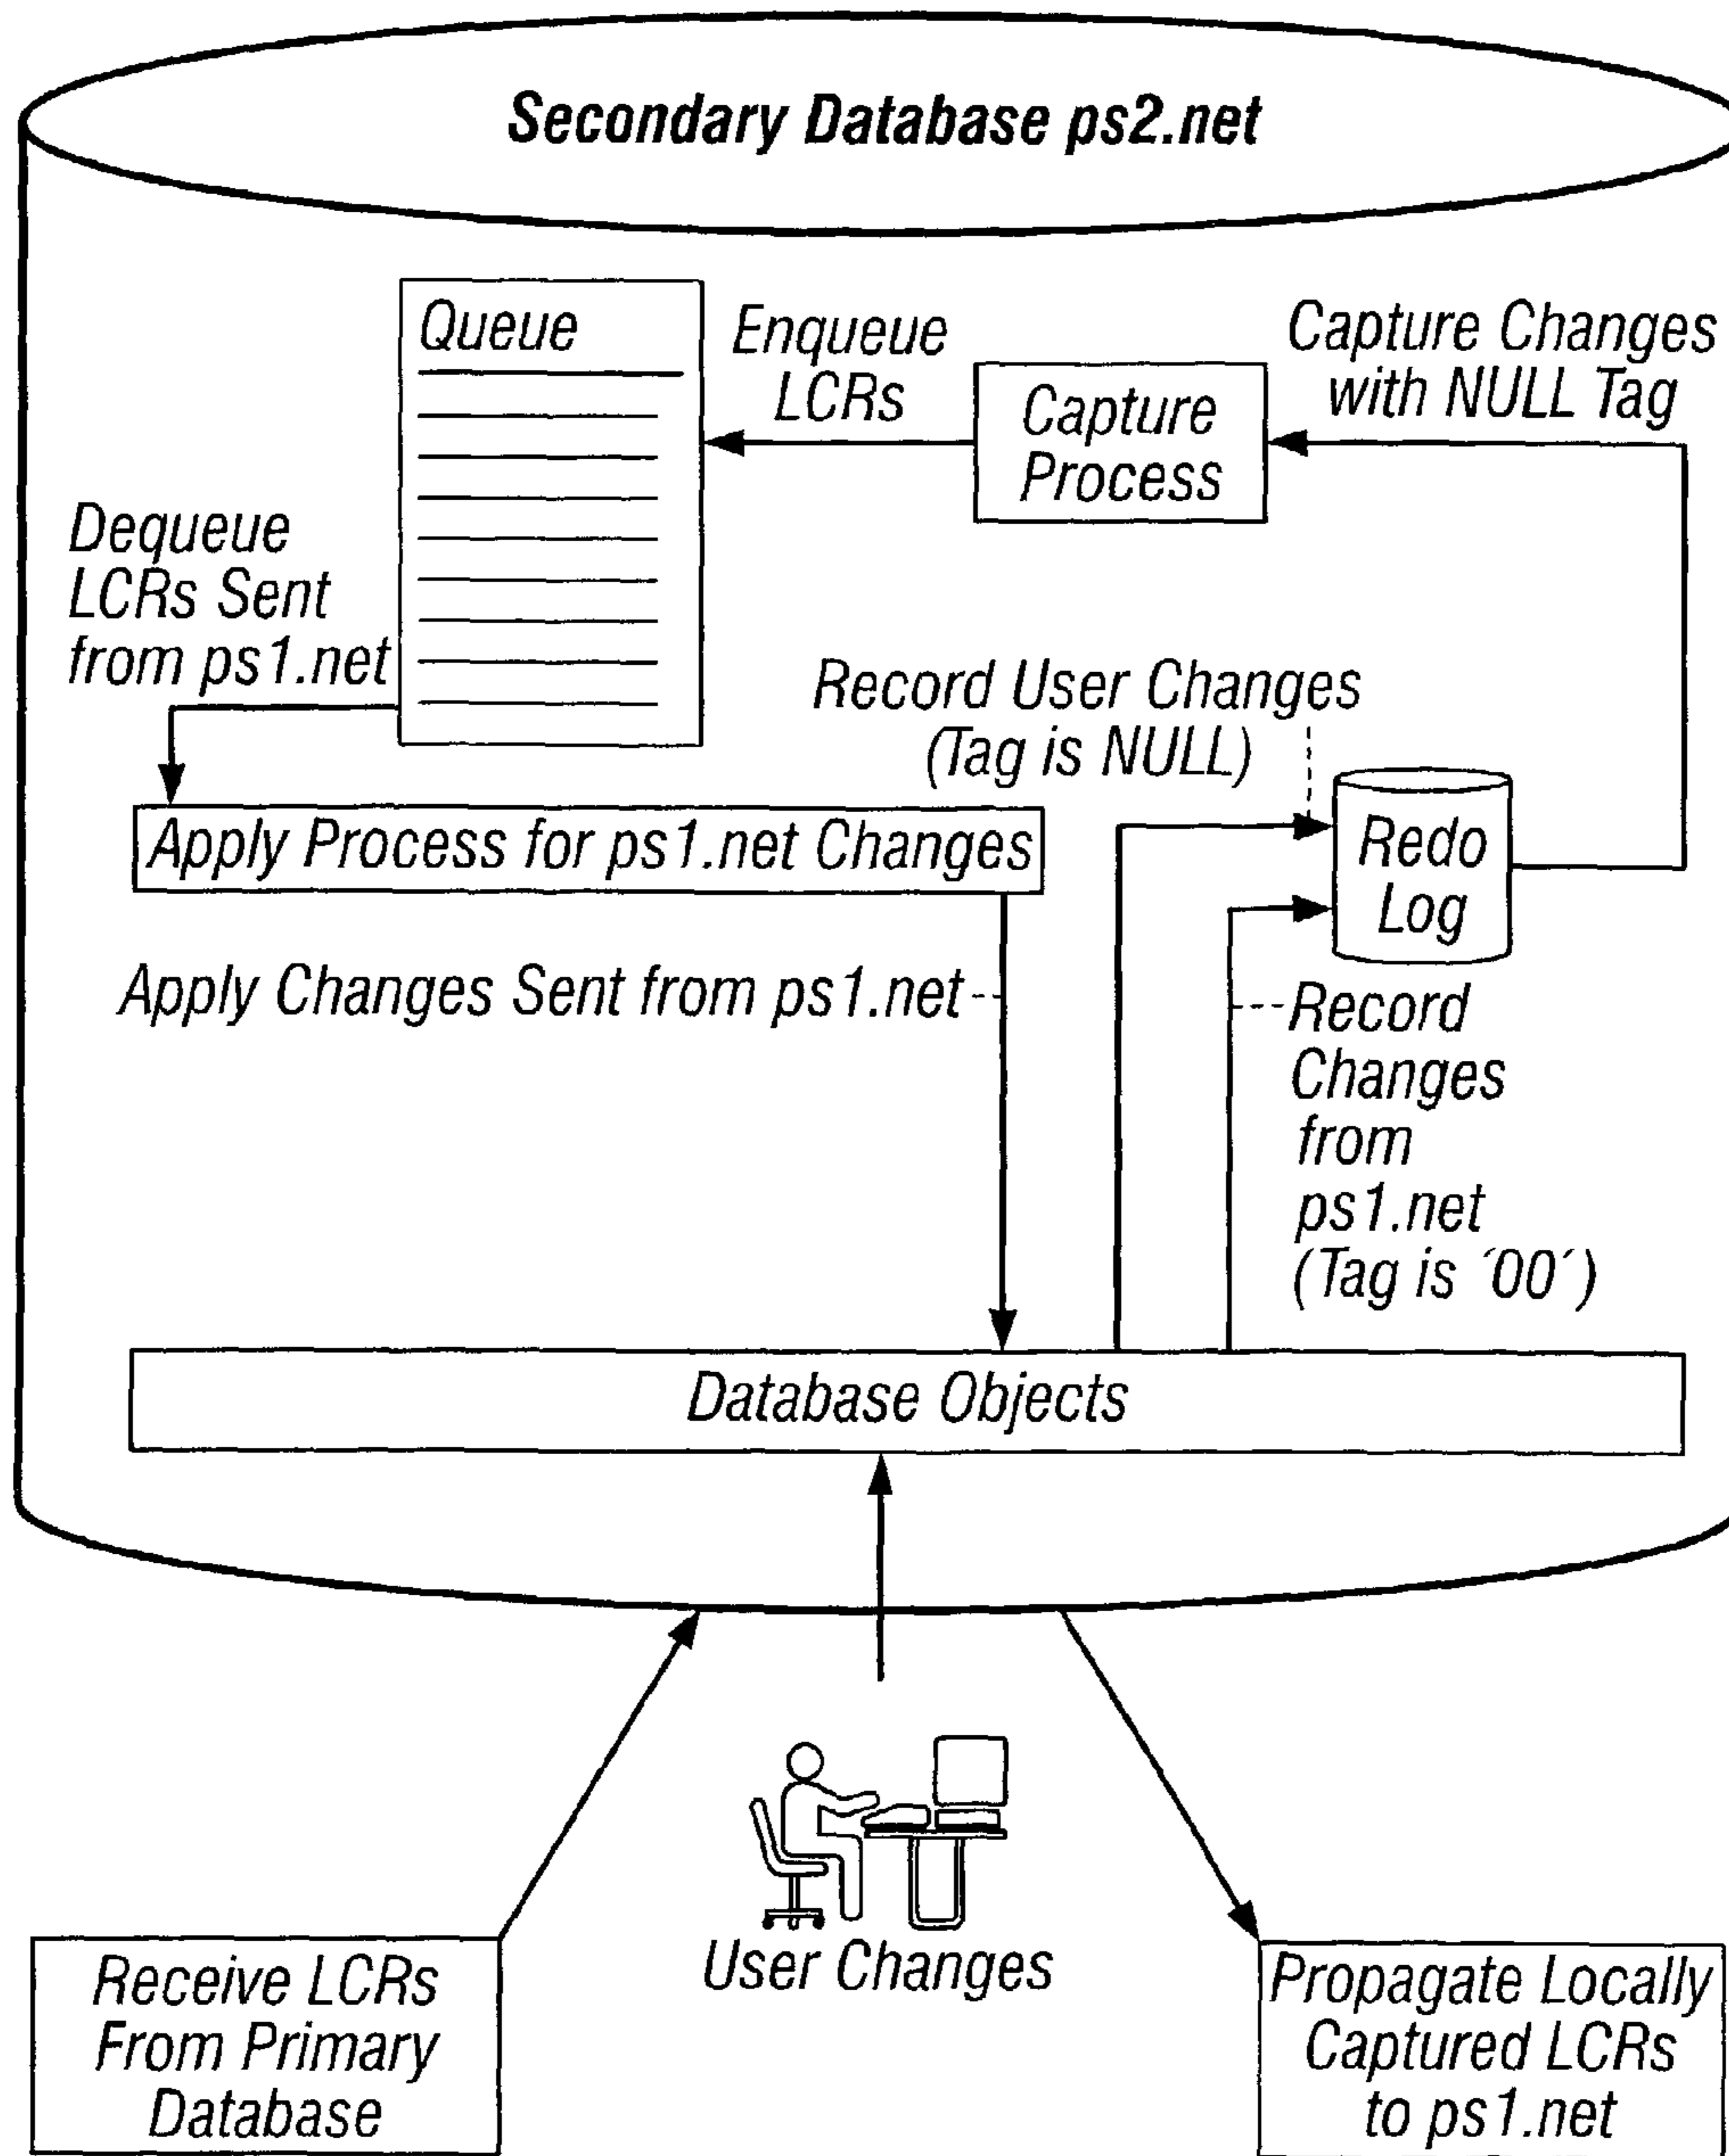 Secondary Database ps2.net
Queue
Enqueue
LCRs
Capture
Process
Capture Changes
with NULL Tag
Dequeue
LCRs Sent
from ps1.net
Record User Changes
(Tag is NULL)
Redo
Log
Apply Process for ps1.net Changes
Apply Changes Sent from ps1.net
Record
Changes
from
ps1.net
(Tag is ´00´)
Database Objects
User Changes
Receive LCRs
From Primary
Database
Propagate Locally
Captured LCRs
to ps1.net